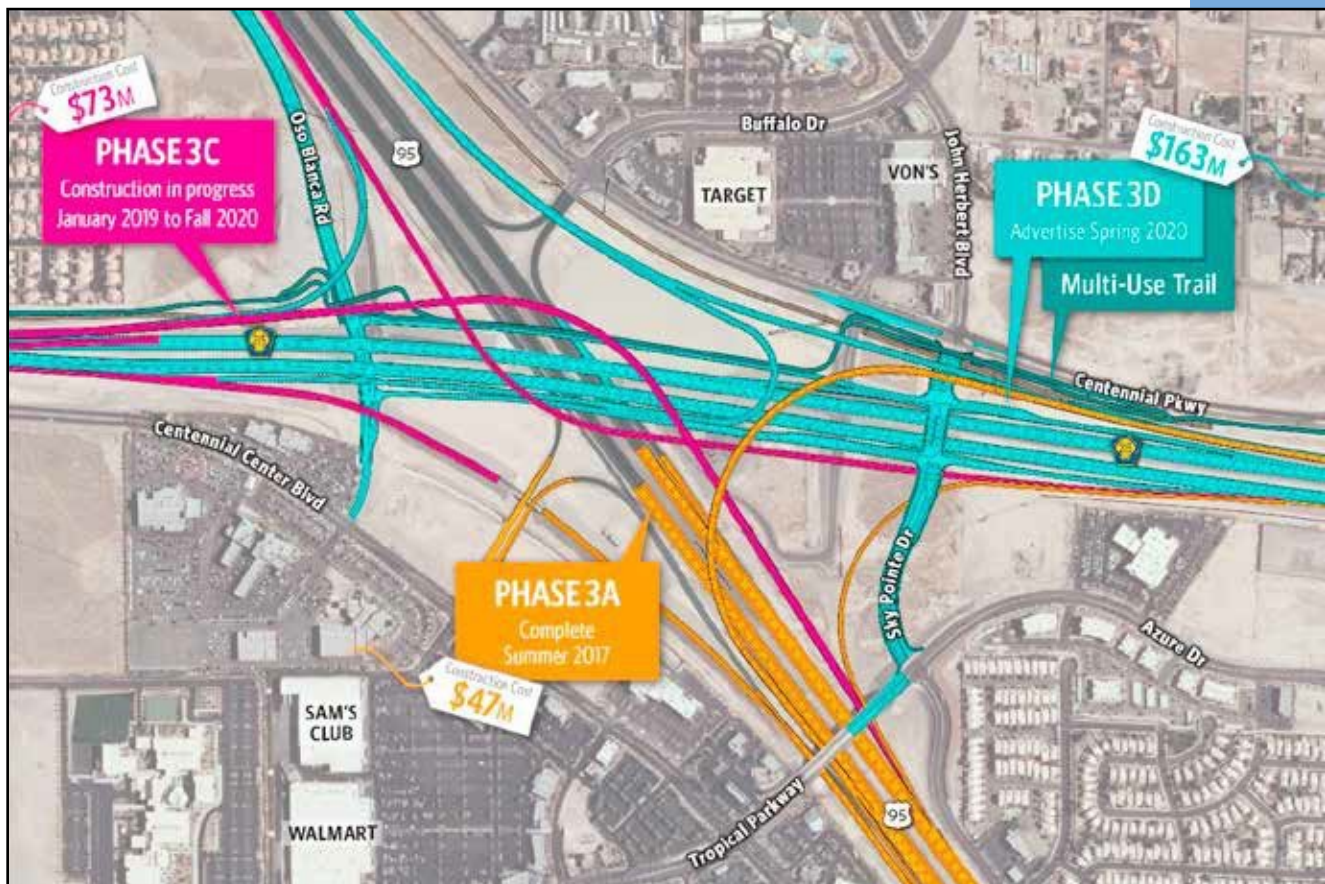 Construction Cost
$73M
PHASE 3C
Construction in progress
January 2019 to Fall 2020
Oso Blanca Rd
95
Buffalo Dr
TARGET
VON'S
John Herbert Blvd
Construction Cost
$163M
PHASE 3D
Advertise Spring 2020
Multi-Use Trail
Centennial Pkwy
Centennial Center Blvd
PHASE 3A
Complete
Summer 2017
Construction Cost
$47M
Sky Pointe Dr
Azure Dr
SAM'S
CLUB
WALMART
Tropical Parkway
95